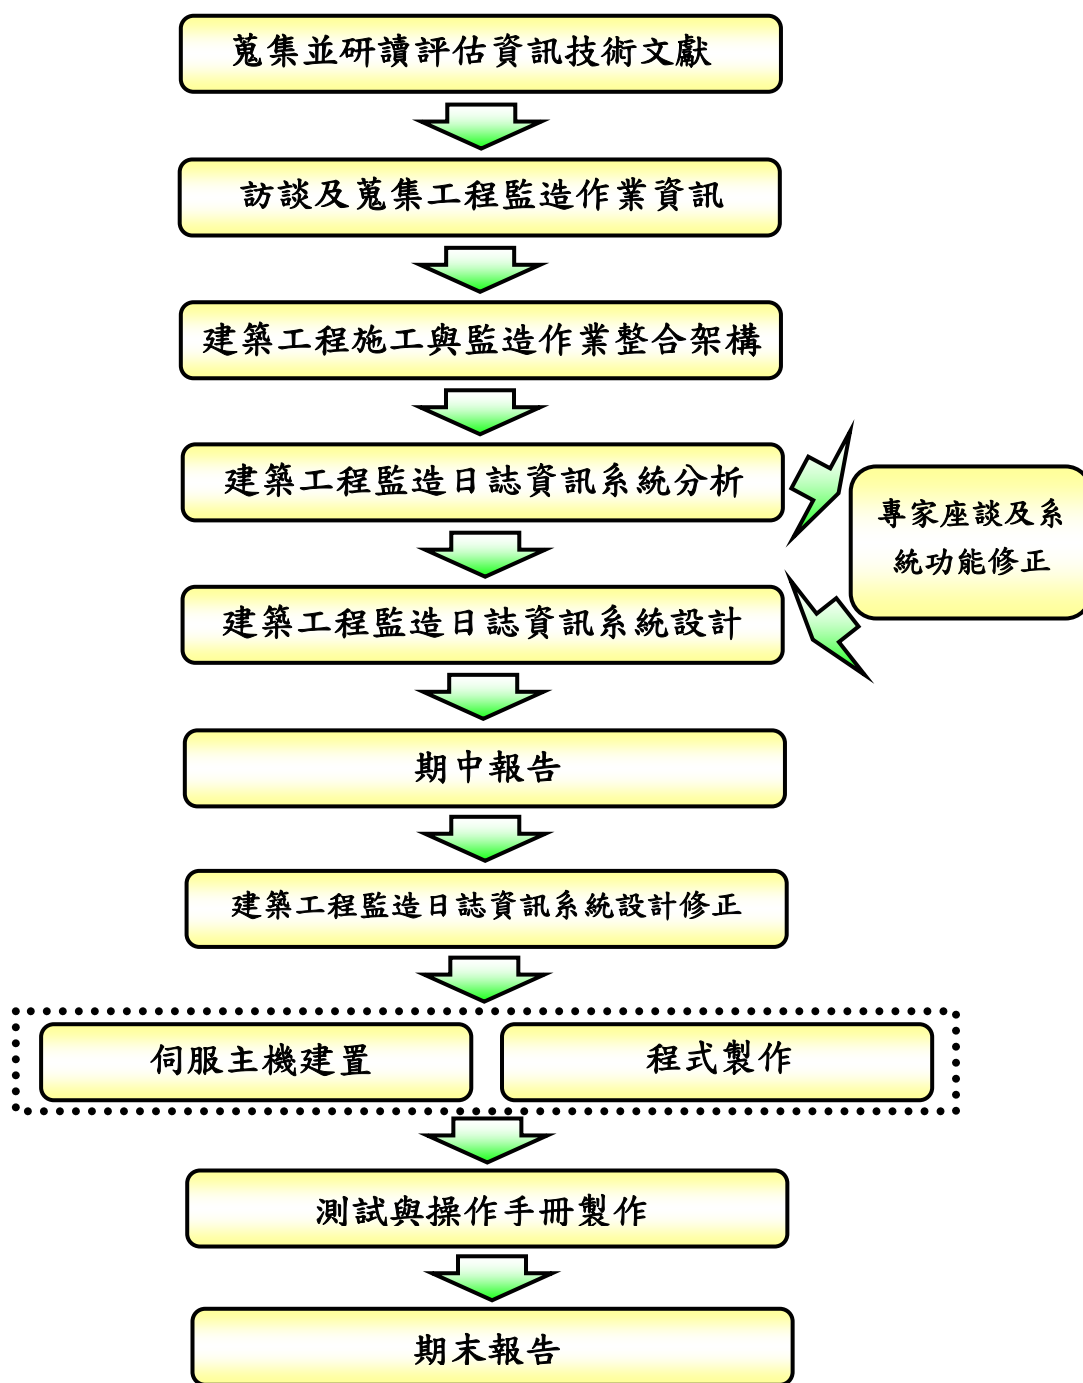 蒐集並研讀評估資訊技術文獻
訪談及蒐集工程監造作業資訊
建築工程施工與監造作業整合架構
建築工程監造日誌資訊系統分析
專家座談及系
統功能修正
建築工程監造日誌資訊系統設計
期中報告
建築工程監造日誌資訊系統設計修正
伺服主機建置
程式製作
測試與操作手冊製作
期末報告